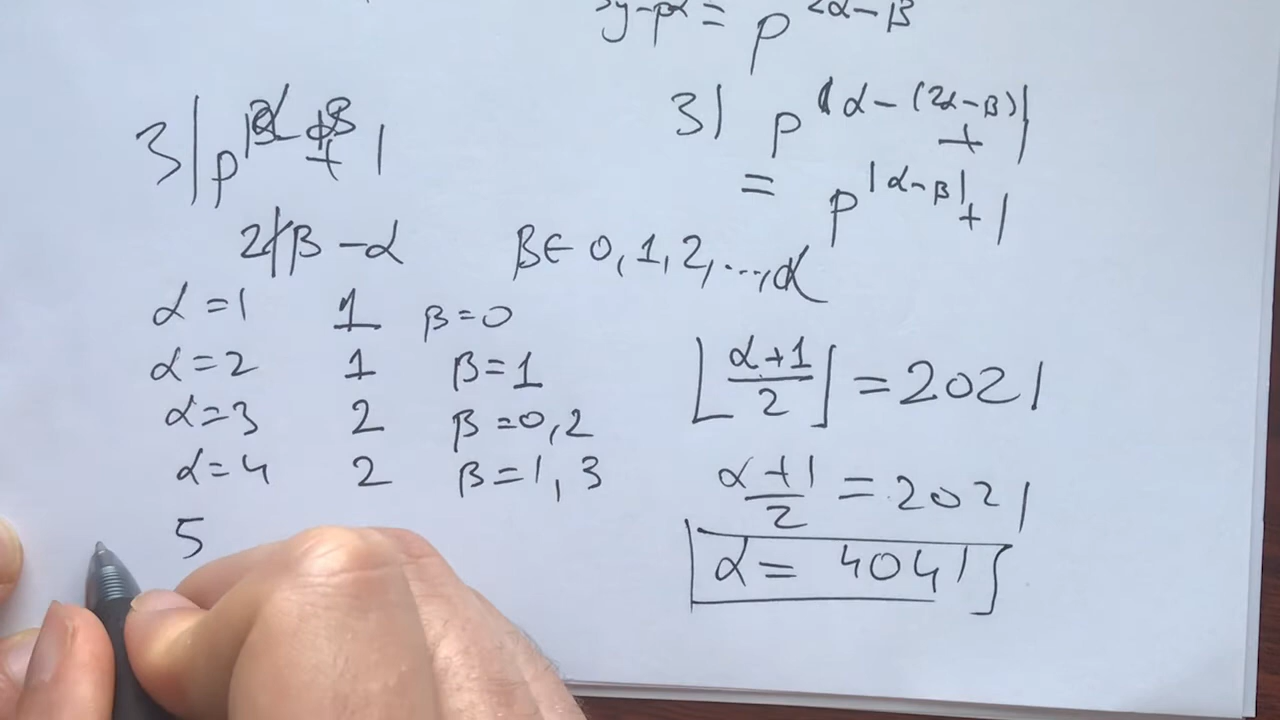 3y-pα = p^{2α-β}
3 | p^{|α-(2α-β)|} + 1
= p^{|α-β|} + 1
3 | p + 1
2∤β-α
β∈ 0, 1, 2, ..., α
α=1 1 β=0
α=2 1 β=1
α=3 2 β=0, 2
α=4 2 β=1, 3
5
⌊(α+1)/2⌋ = 2021
(α+1)/2 = 2021
α = 4041